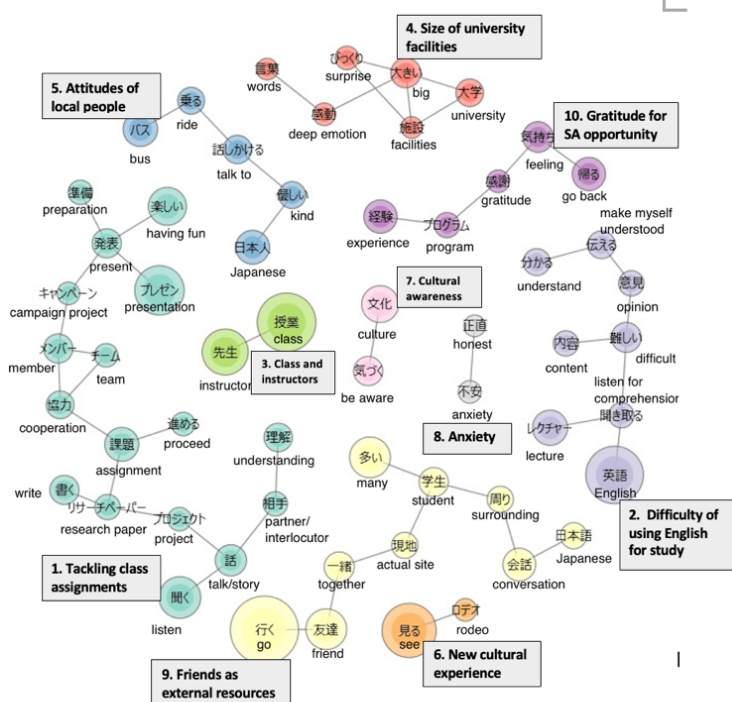 4. Size of university
facilities
びっくり
surprise
言葉
words
大きい
big
大学
university
感動
deep emotion
施設
facilities
5. Attitudes of
local people
乗る
ride
バス
bus
話しかける
talk to
優しい
kind
日本人
Japanese
10. Gratitude for
SA opportunity
気持ち
feeling
帰る
go back
感謝
gratitude
経験
experience
プログラム
program
準備
preparation
楽しい
having fun
発表
present
プレゼン
presentation
キャンペーン
campaign project
メンバー
member
チーム
team
協力
cooperation
課題
assignment
進める
proceed
書く
write
リサーチペーパー
research paper
プロジェクト
project
理解
understanding
相手
partner/
interlocutor
話
talk/story
聞く
listen
1. Tackling class
assignments
授業
class
先生
instructor
3. Class and
instructors
7. Cultural
awareness
文化
culture
気づく
be aware
正直
honest
不安
anxiety
8. Anxiety
make myself
understood
伝える
分かる
understand
意見
opinion
内容
content
難しい
difficult
listen for
comprehension
聞き取る
レクチャー
lecture
英語
English
2. Difficulty of
using English
for study
多い
many
学生
student
周り
surrounding
現地
actual site
会話
conversation
日本語
Japanese
一緒
together
行く
go
友達
friend
9. Friends as
external resources
見る
see
ロデオ
rodeo
6. New cultural
experience